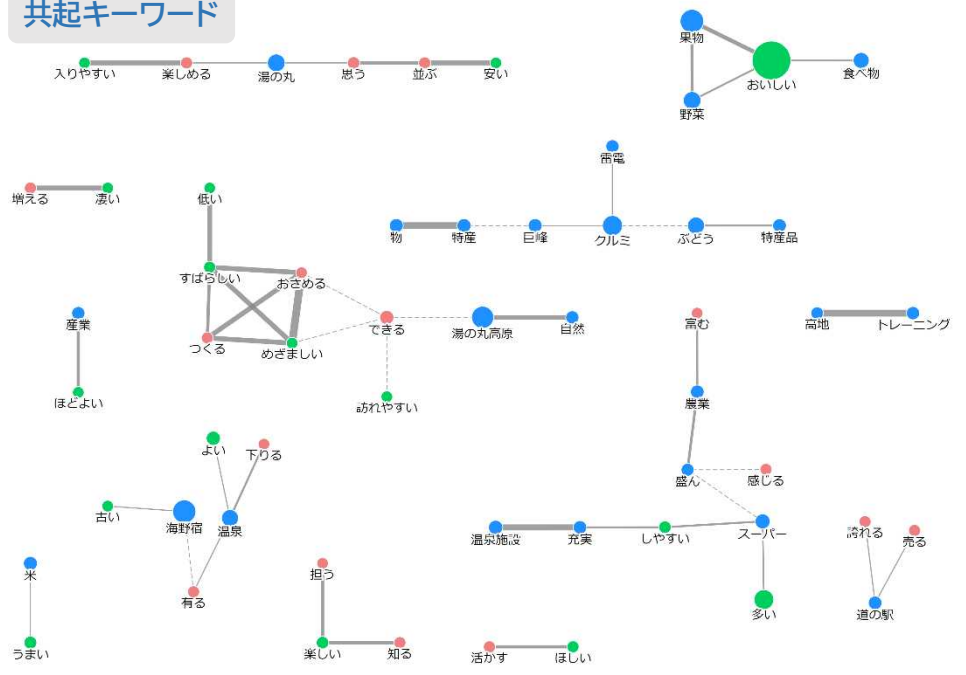 共起キーワード
入りやすい 楽しめる 湯の丸 思う 並ぶ 安い
果物
おいしい 食べ物
野菜
雷電
増える 凄い 低い
物 特産 巨峰 クルミ ぶどう 特産品
すばらしい おさめる
産業 できる 湯の丸高原 自然 富む 高地 トレーニング
つくる めざましい
ほどよい 訪れやすい 農業
よい 下りる
盛ん 感じる
古い 海野宿 温泉
温泉施設 充実 しやすい スーパー 誇れる 売る
米 担う
有る 多い 道の駅
うまい 楽しい 知る 活かす ほしい